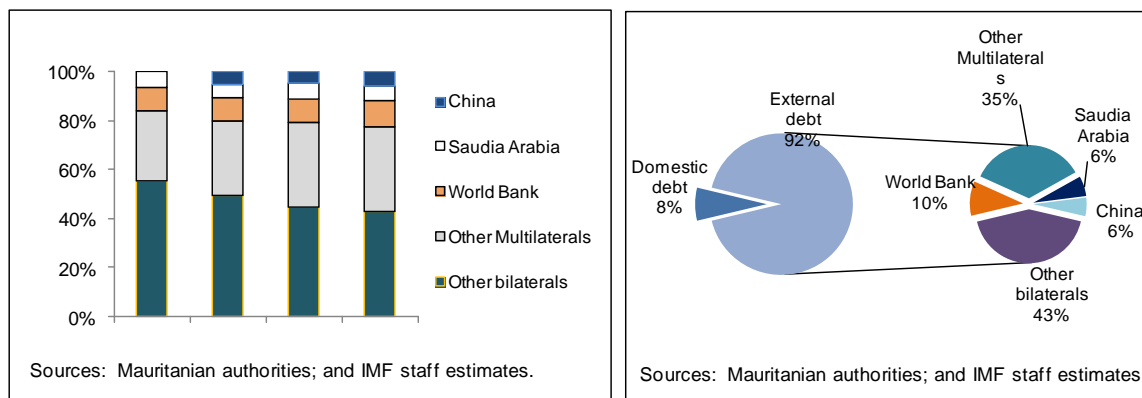 100%
80%
60%
40%
20%
0%
China
Saudia Arabia
World Bank
Other Multilaterals
Other bilaterals
Sources: Mauritanian authorities; and IMF staff estimates.
External
debt
92%
Domestic
debt
8%
Other
Multilateral
s
35%
Saudia
Arabia
6%
World Bank
10%
China
6%
Other
bilaterals
43%
Sources: Mauritanian authorities; and IMF staff estimates